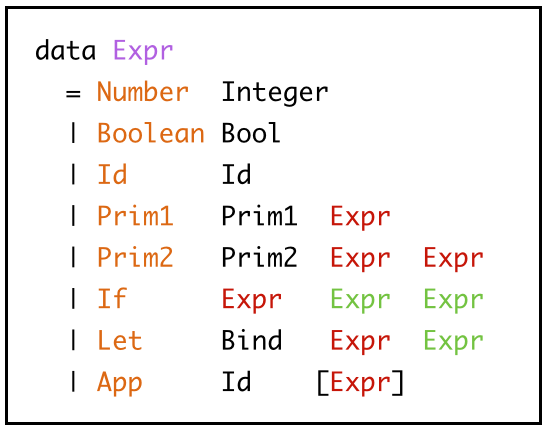 data Expr
= Number Integer
| Boolean Bool
| Id Id
| Prim1 Prim1 Expr
| Prim2 Prim2 Expr Expr
| If Expr Expr Expr
| Let Bind Expr Expr
| App Id [Expr]